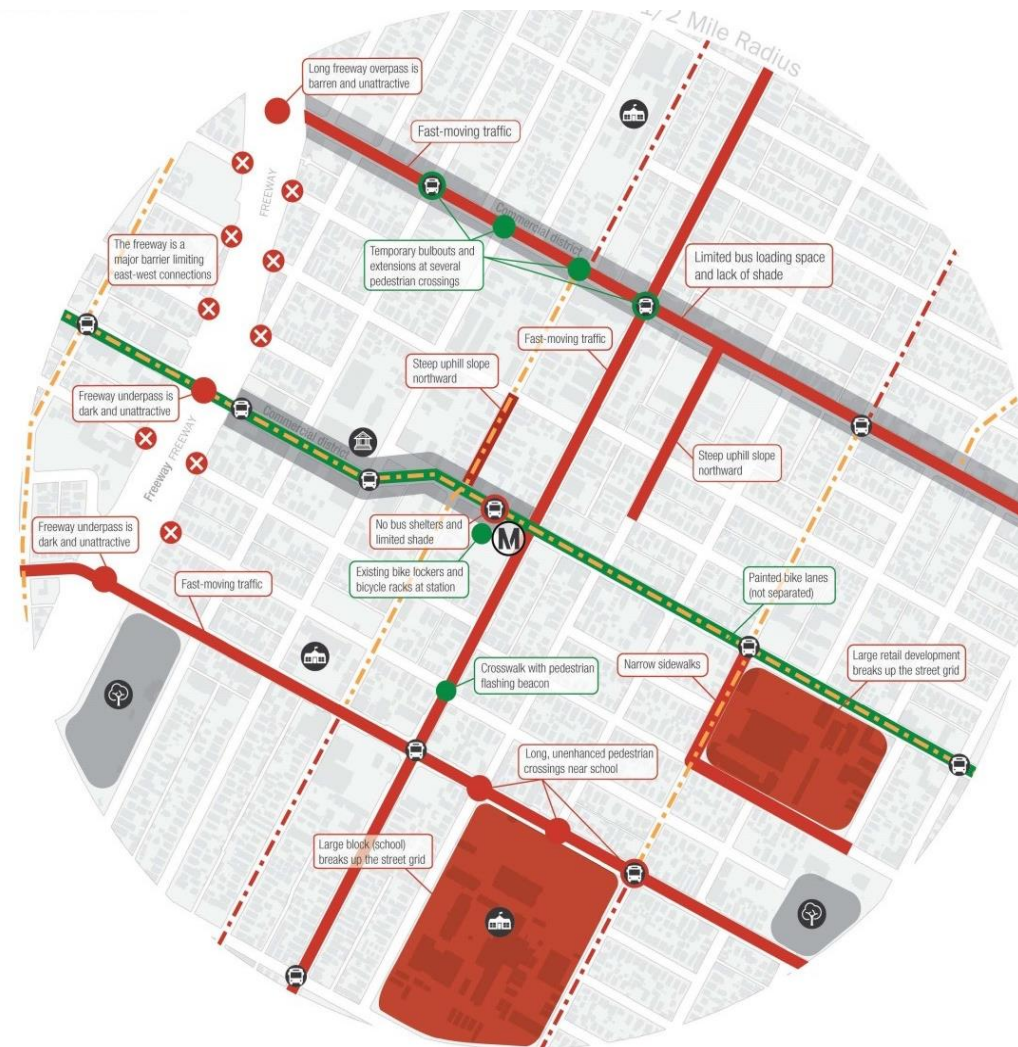 1/2 Mile Radius
Long freeway overpass is
barren and unattractive
Fast-moving traffic
FREEWAY
Commercial district
The freeway is a
major barrier limiting
east-west connections
Temporary bulbouts and
extensions at several
pedestrian crossings
Limited bus loading space
and lack of shade
Fast-moving traffic
Steep uphill slope
northward
Freeway underpass is
dark and unattractive
Commercial district
Steep uphill slope
northward
Freeway FREEWAY
No bus shelters and
limited shade
M
Freeway underpass is
dark and unattractive
Existing bike lockers and
bicycle racks at station
Fast-moving traffic
Painted bike lanes
(not separated)
Crosswalk with pedestrian
flashing beacon
Narrow sidewalks
Large retail development
breaks up the street grid
Long, unenhanced pedestrian
crossings near school
Large block (school)
breaks up the street grid